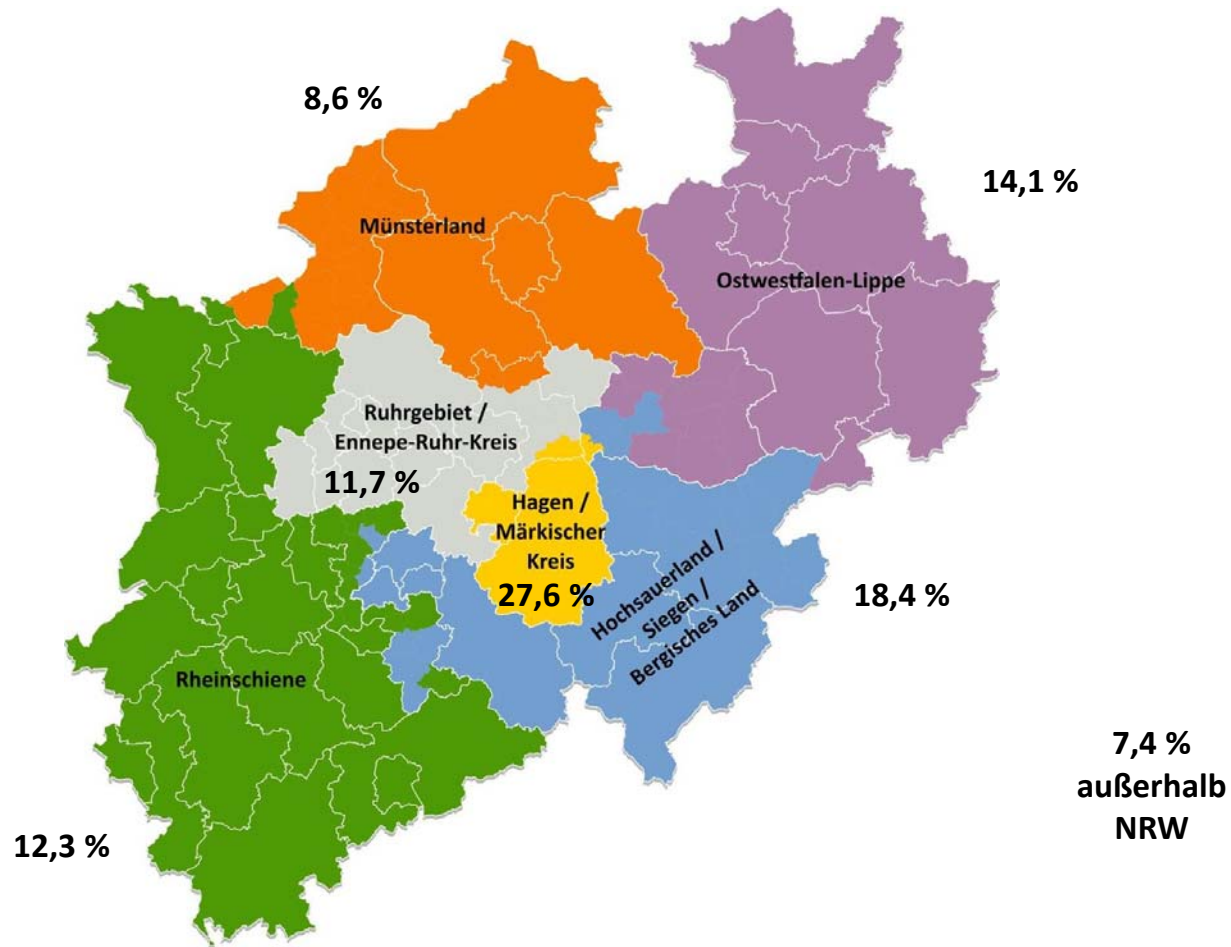 8,6 %
14,1 %
Münsterland
Ostwestfalen-Lippe
Ruhrgebiet /
Ennepe-Ruhr-Kreis
11,7 %
Hagen /
Märkischer
Kreis
27,6 %
Hochsauerland /
Siegen /
Bergisches Land
18,4 %
Rheinschiene
12,3 %
7,4 %
außerhalb
NRW